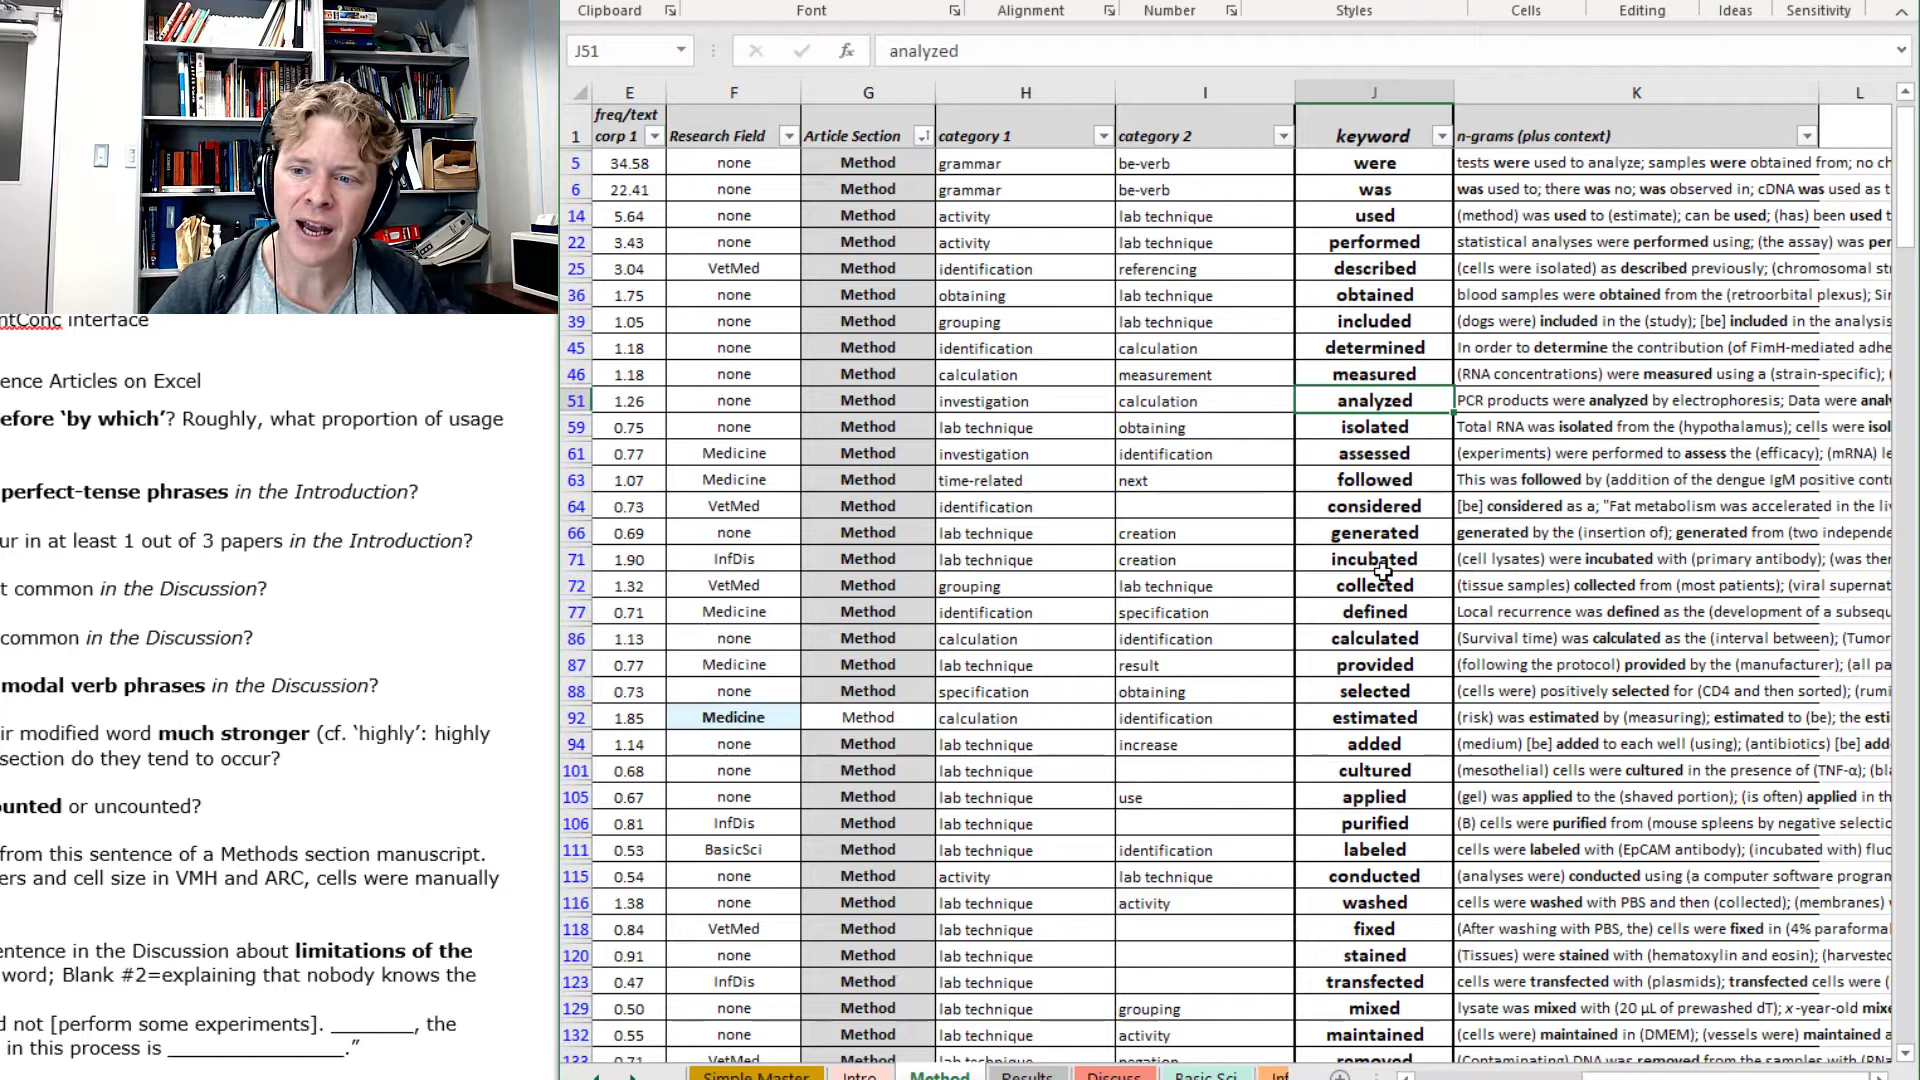 Clipboard Font Alignment Number Styles Cells Editing Ideas Sensitivity
J51 fx analyzed
E F G H I J K L
freq/text
1 corp 1 Research Field Article Section category 1 category 2 keyword n-grams (plus context)
5 34.58 none Method grammar be-verb were tests were used to analyze; samples were obtained from; no ch
6 22.41 none Method grammar be-verb was was used to; there was no; was observed in; cDNA was used as t
14 5.64 none Method activity lab technique used (method) was used to (estimate); can be used; (has) been used t
22 3.43 none Method activity lab technique performed statistical analyses were performed using; (the assay) was per
25 3.04 VetMed Method identification referencing described (cells were isolated) as described previously; (chromosomal str
36 1.75 none Method obtaining lab technique obtained blood samples were obtained from the (retroorbital plexus); Sir
39 1.05 none Method grouping lab technique included (dogs were) included in the (study); [be] included in the analysis
45 1.18 none Method identification calculation determined In order to determine the contribution (of FimH-mediated adhe
46 1.18 none Method calculation measurement measured (RNA concentrations) were measured using a (strain-specific); (
51 1.26 none Method investigation calculation analyzed PCR products were analyzed by electrophoresis; Data were analy
59 0.75 none Method lab technique obtaining isolated Total RNA was isolated from the (hypothalamus); cells were isol
61 0.77 Medicine Method investigation identification assessed (experiments) were performed to assess the (efficacy); (mRNA) le
63 1.07 Medicine Method time-related next followed This was followed by (addition of the dengue IgM positive contr
64 0.73 VetMed Method identification considered [be] considered as a; "Fat metabolism was accelerated in the liv
66 0.69 none Method lab technique creation generated generated by the (insertion of); generated from (two independe
71 1.90 InfDis Method lab technique creation incubated (cell lysates) were incubated with (primary antibody); (was ther
72 1.32 VetMed Method grouping lab technique collected (tissue samples) collected from (most patients); (viral supernat
77 0.71 Medicine Method identification specification defined Local recurrence was defined as the (development of a subsequ
86 1.13 none Method calculation identification calculated (Survival time) was calculated as the (interval between); (Tumor
87 0.77 Medicine Method lab technique result provided (following the protocol) provided by the (manufacturer); (all pa
88 0.73 none Method specification obtaining selected (cells were) positively selected for (CD4 and then sorted); (rumi
92 1.85 Medicine Method calculation identification estimated (risk) was estimated by (measuring); estimated to (be); the esti
94 1.14 none Method lab technique increase added (medium) [be] added to each well (using); (antibiotics) [be] add
101 0.68 none Method lab technique cultured (mesothelial) cells were cultured in the presence of (TNF-α); (bla
105 0.67 none Method lab technique use applied (gel) was applied to the (shaved portion); (is often) applied in th
106 0.81 InfDis Method lab technique purified (B) cells were purified from (mouse spleens by negative selectio
111 0.53 BasicSci Method lab technique identification labeled cells were labeled with (EpCAM antibody); (incubated with) fluo
115 0.54 none Method activity lab technique conducted (analyses were) conducted using (a computer software program
116 1.38 none Method lab technique activity washed cells were washed with PBS and then (collected); (membranes) v
118 0.84 VetMed Method lab technique fixed (After washing with PBS, the) cells were fixed in (4% paraformal
120 0.91 none Method lab technique stained (Tissues) were stained with (hematoxylin and eosin); (harvested
123 0.47 InfDis Method lab technique transfected cells were transfected with (plasmids); transfected cells were (
129 0.50 none Method lab technique grouping mixed lysate was mixed with (20 μL of prewashed dT); x-year-old mixe
132 0.55 none Method lab technique activity maintained (cells were) maintained in (DMEM); (vessels were) maintained a
133 0.71 VetMed Method lab technique negation removed (Contaminating) DNA was removed from the samples with (RNa
Simple Master Intro Method Results Discuss Basic Sci Inf
ntConc interface
ence Articles on Excel
efore ‘by which’? Roughly, what proportion of usage
perfect-tense phrases in the Introduction?
ur in at least 1 out of 3 papers in the Introduction?
t common in the Discussion?
common in the Discussion?
modal verb phrases in the Discussion?
ir modified word much stronger (cf. ‘highly’: highly
section do they tend to occur?
ounted or uncounted?
from this sentence of a Methods section manuscript.
ers and cell size in VMH and ARC, cells were manually
entence in the Discussion about limitations of the
word; Blank #2=explaining that nobody knows the
d not [perform some experiments]. _______, the
in this process is _______________.”